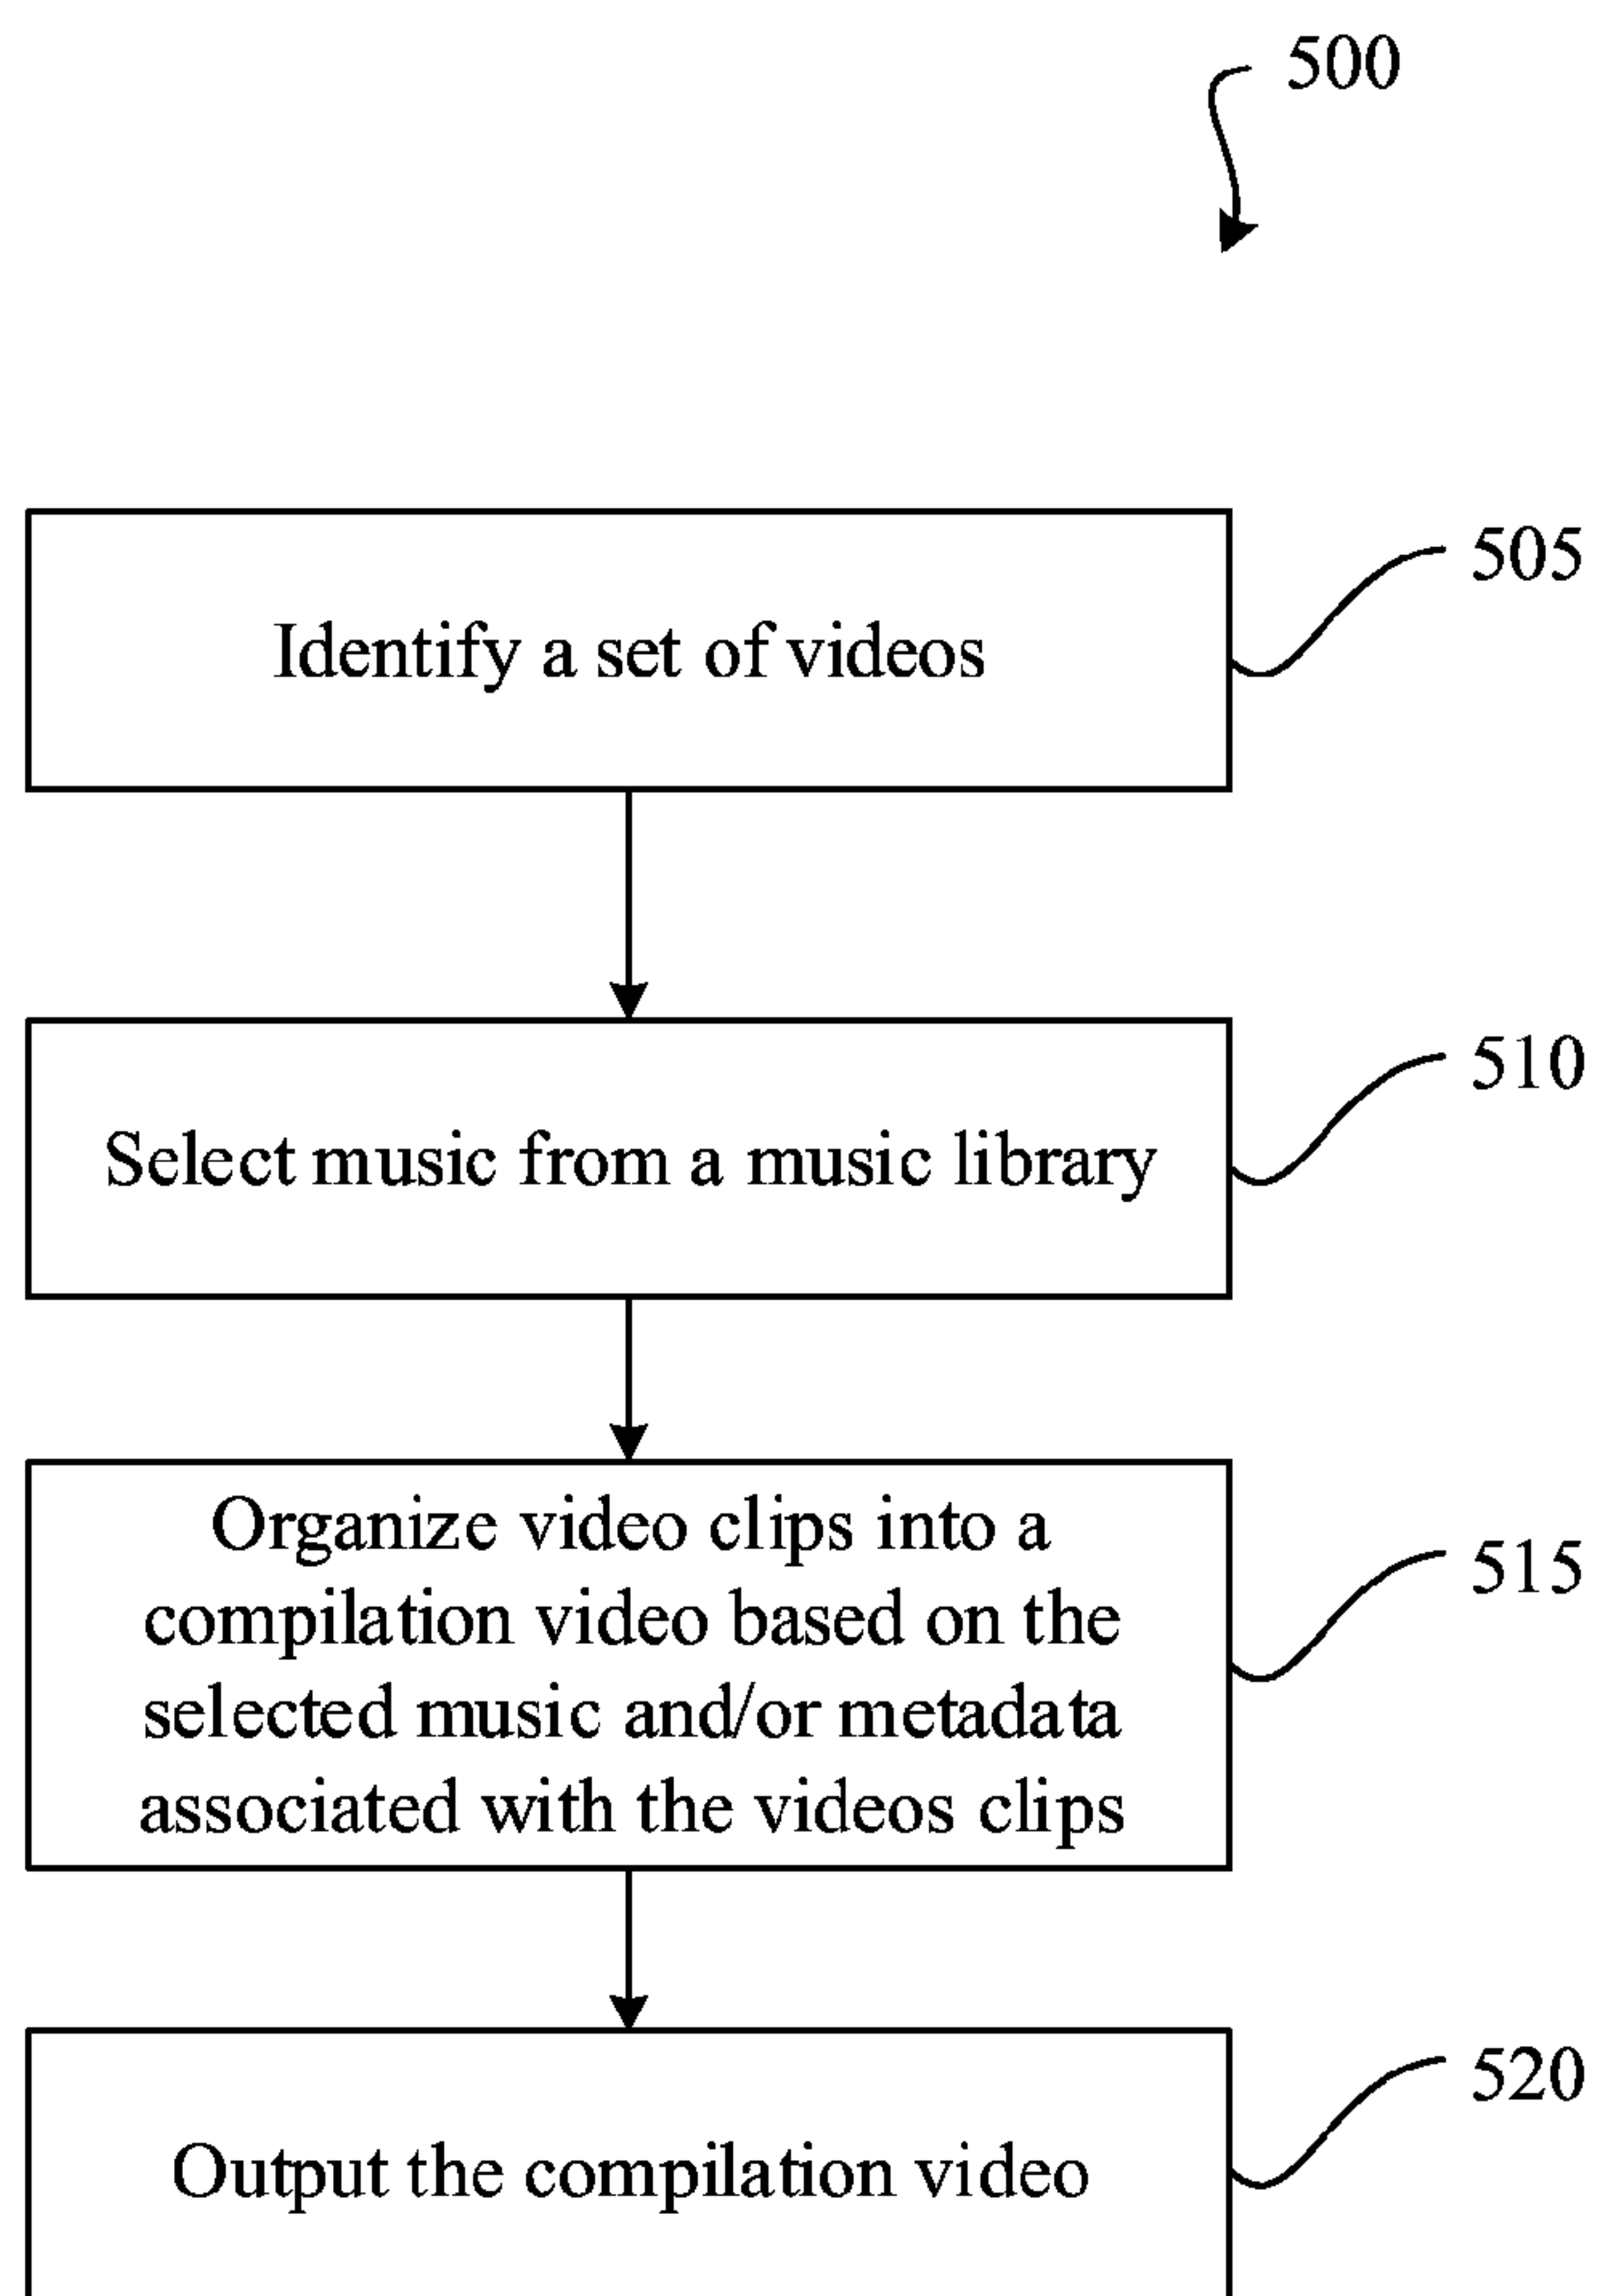 500
Identify a set of videos
505
Select music from a music library
510
Organize video clips into a
compilation video based on the
selected music and/or metadata
associated with the videos clips
515
Output the compilation video
520